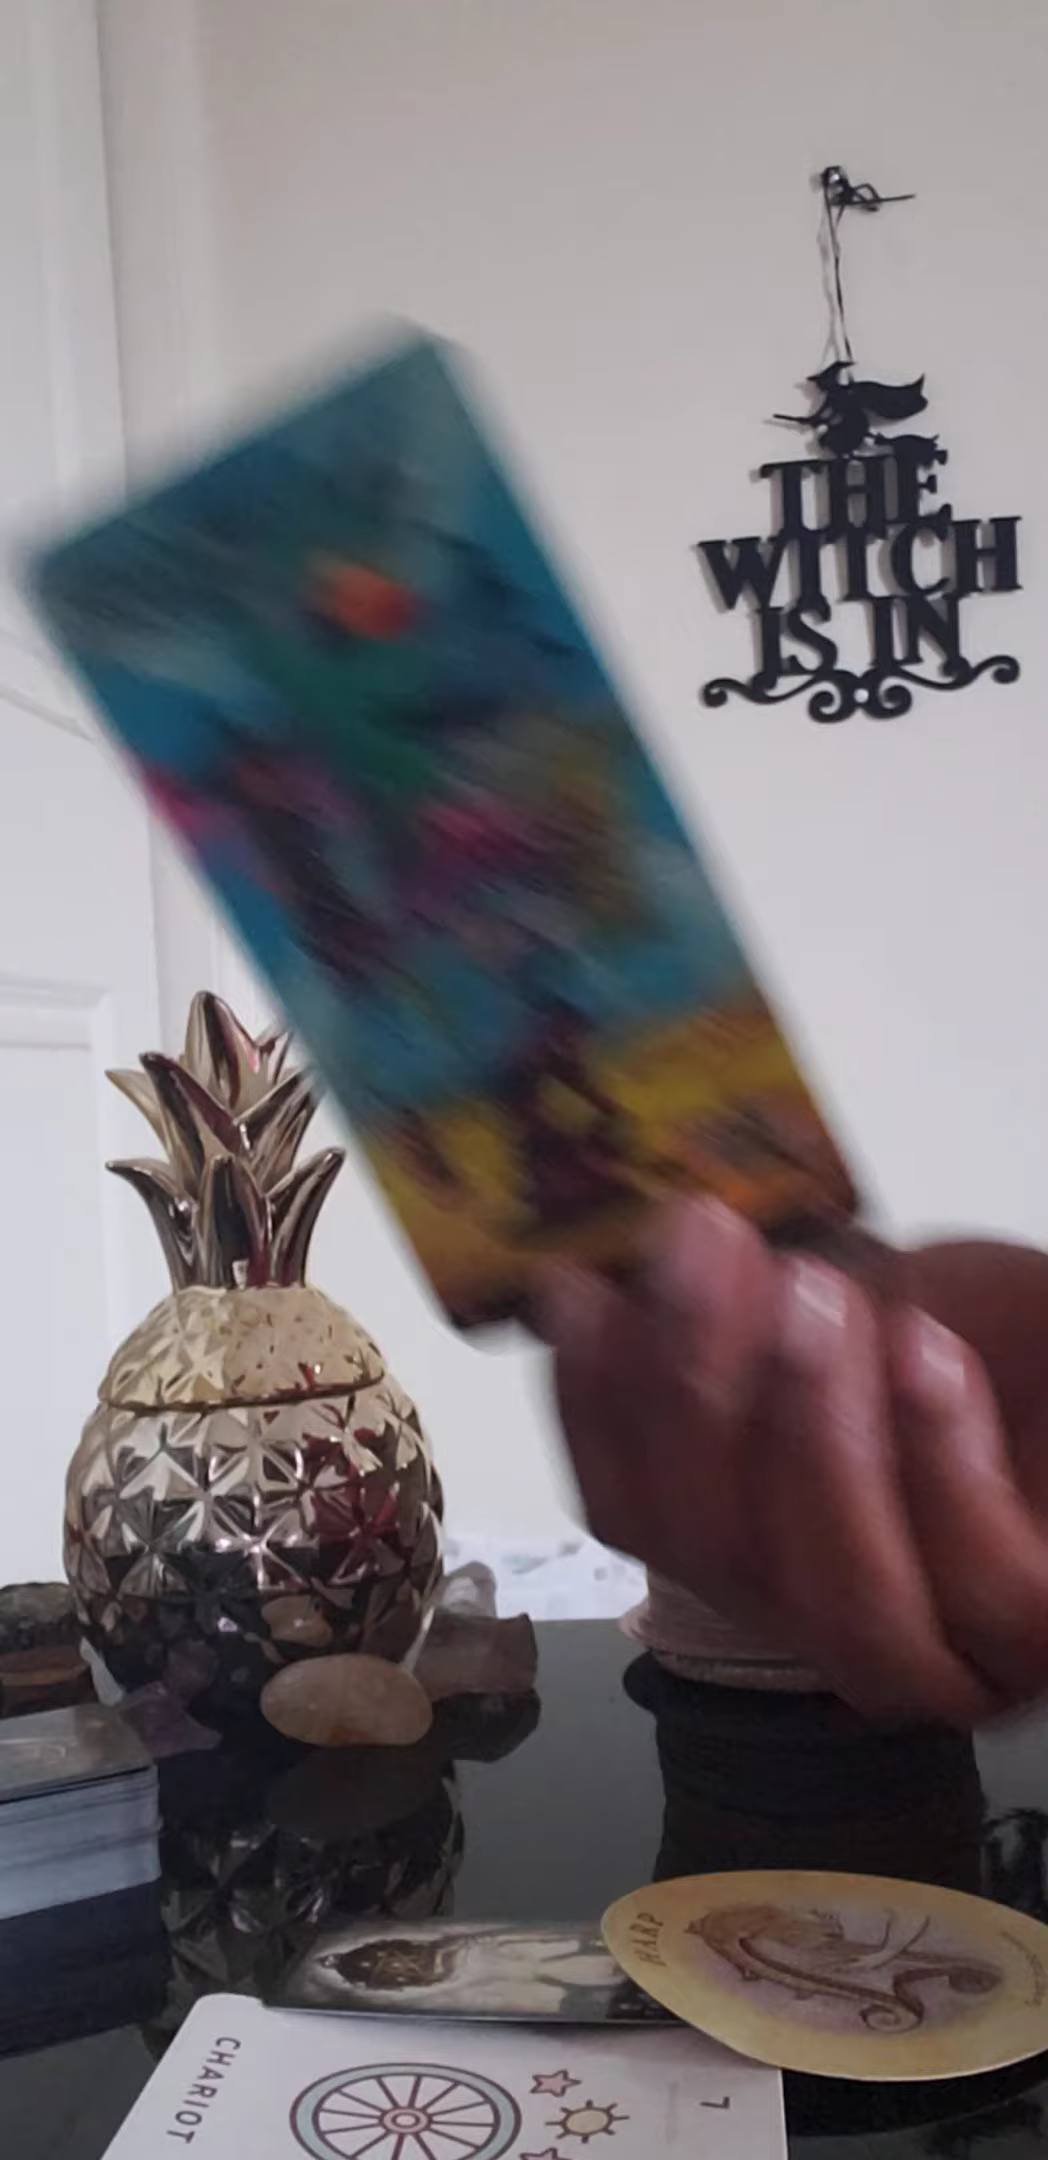 THE
WITCH
IS IN
HARP
CHARIOT
7